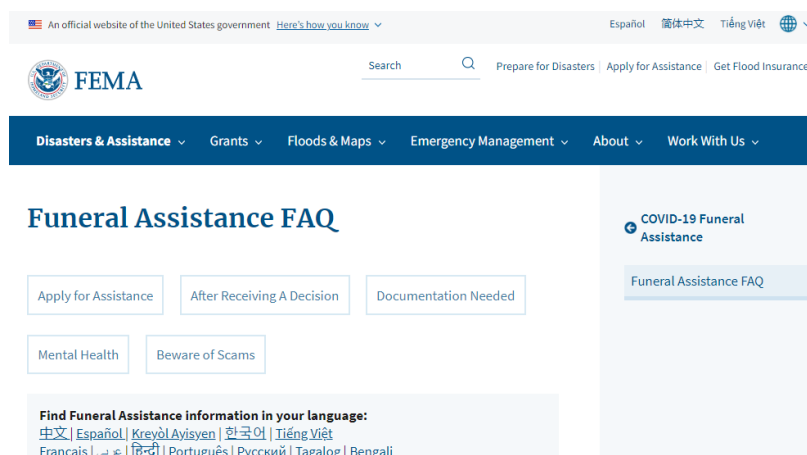 An official website of the United States government Here's how you know
Español 简体中文 Tiếng Việt
FEMA
Search
Prepare for Disasters | Apply for Assistance | Get Flood Insurance
Disasters & Assistance Grants Floods & Maps Emergency Management About Work With Us
Funeral Assistance FAQ
COVID-19 Funeral
Assistance
Funeral Assistance FAQ
Apply for Assistance After Receiving A Decision Documentation Needed
Mental Health Beware of Scams
Find Funeral Assistance information in your language:
中文 | Español | Kreyòl Ayisyen | 한국어 | Tiếng Việt
Français | | हिन्दी | Português | Русский | Tagalog | Bengali